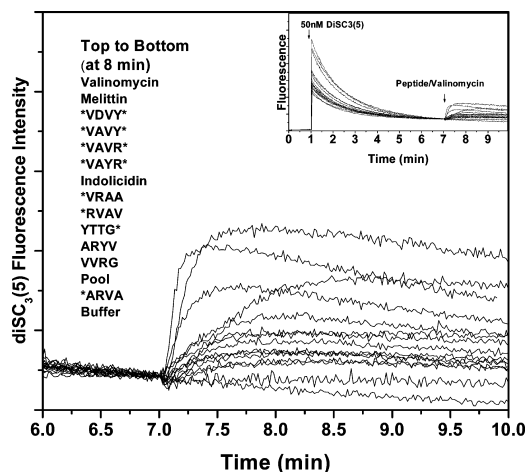 Top to Bottom
(at 8 min)
Valinomycin
Melittin
*VDVY*
*VAVY*
*VAVR*
*VAYR*
Indolicidin
*VRAA
*RVAV
YTTG*
ARYV
VVRG
Pool
*ARVA
Buffer
diSC3(5) Fluorescence Intensity
6.0 6.5 7.0 7.5 8.0 8.5 9.0 9.5 10.0
Time (min)
50nM DiSC3(5)
Peptide/Valinomycin
Fluorescence
0 1 2 3 4 5 6 7 8 9
Time (min)